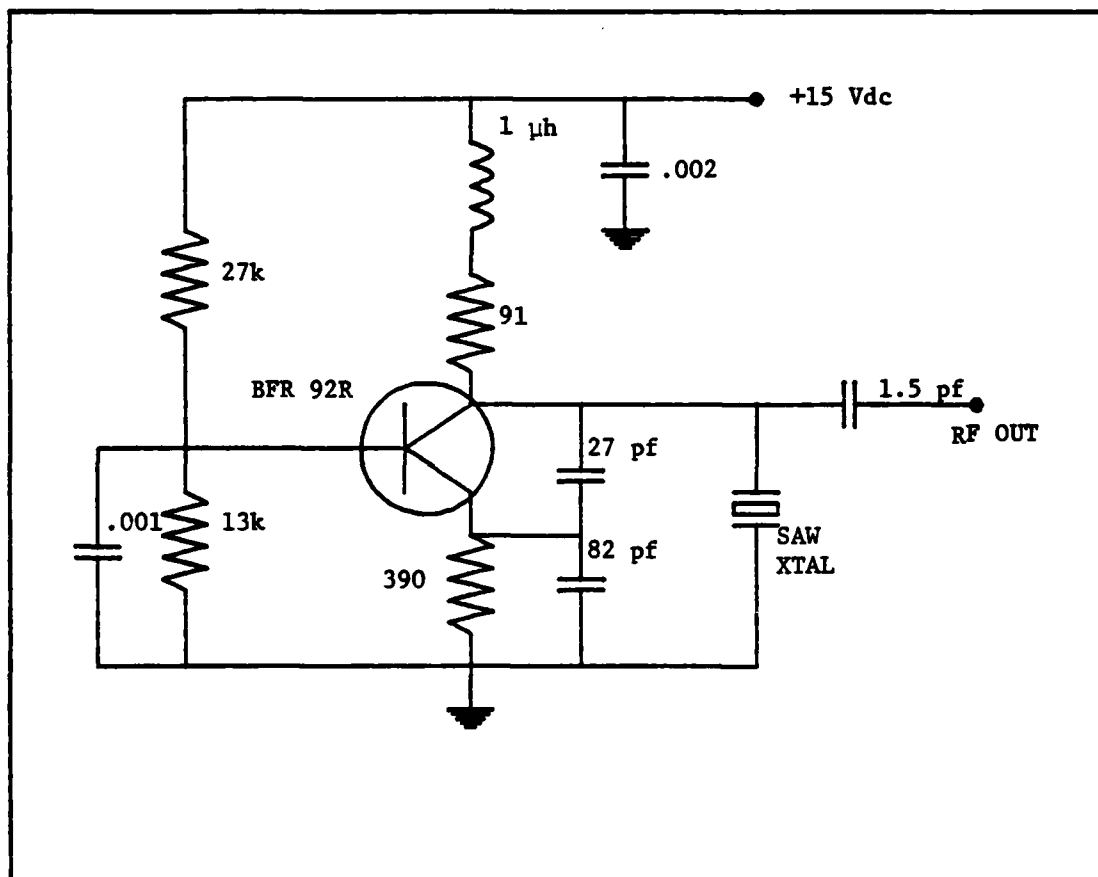 +15 Vdc
1 μh
.002
27k
91
BFR 92R
1.5 pf
RF OUT
27 pf
.001
13k
82 pf
SAW
XTAL
390